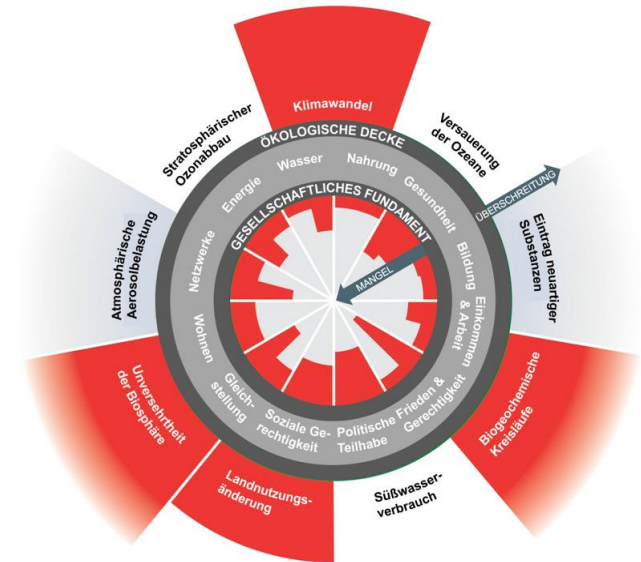 Klimawandel
Versauerung
der Ozeane
ÜBERSCHREITUNG
Eintrag neuartiger
Substanzen
Biogeochemische
Kreisläufe
Süßwasser-
verbrauch
Landnutzungs-
änderung
Unversehrtheit
der Biosphäre
Atmosphärische
Aerosolbelastung
Stratosphärischer
Ozonabbau
ÖKOLOGISCHE DECKE
Wasser
Nahrung
Gesundheit
Bildung
Einkommen
& Arbeit
Frieden &
Gerechtigkeit
Politische
Teilhabe
Soziale Ge-
rechtigkeit
Gleich-
stellung
Wohnen
Netzwerke
Energie
GESELLSCHAFTLICHES FUNDAMENT
MANGEL